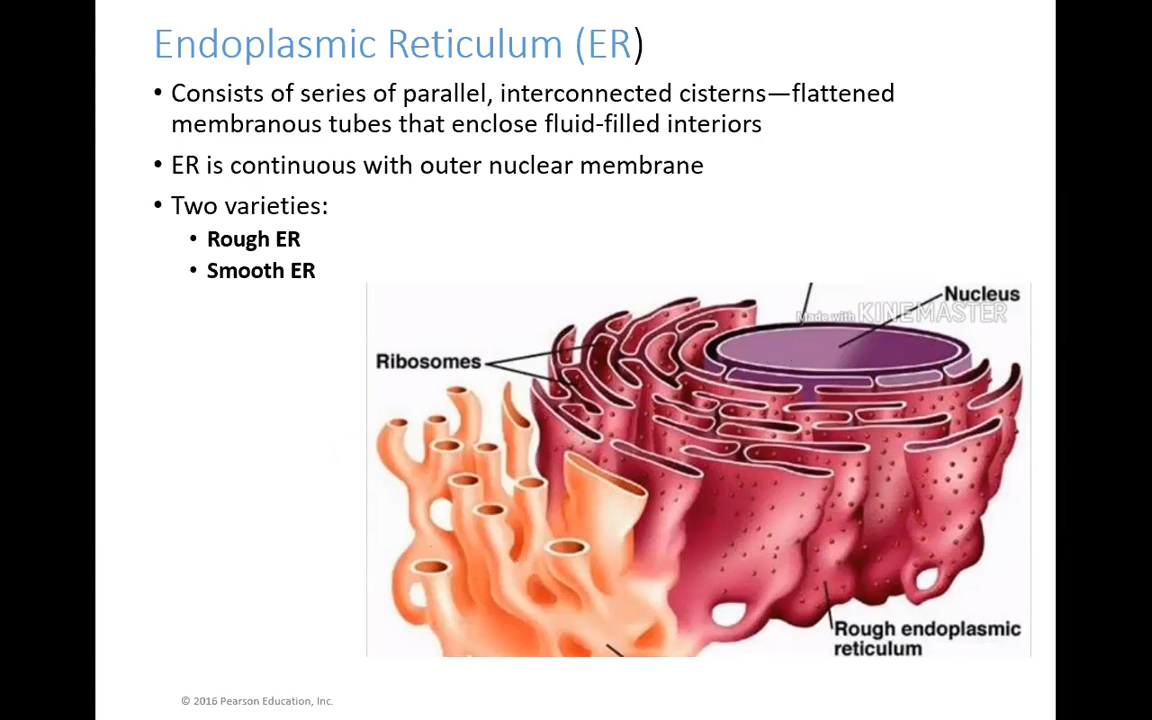 Endoplasmic Reticulum (ER)
• Consists of series of parallel, interconnected cisterns—flattened
membranous tubes that enclose fluid-filled interiors
• ER is continuous with outer nuclear membrane
• Two varieties:
• Rough ER
• Smooth ER
Nucleus
Made with KINEMASTER
Ribosomes
Rough endoplasmic
reticulum
© 2016 Pearson Education, Inc.